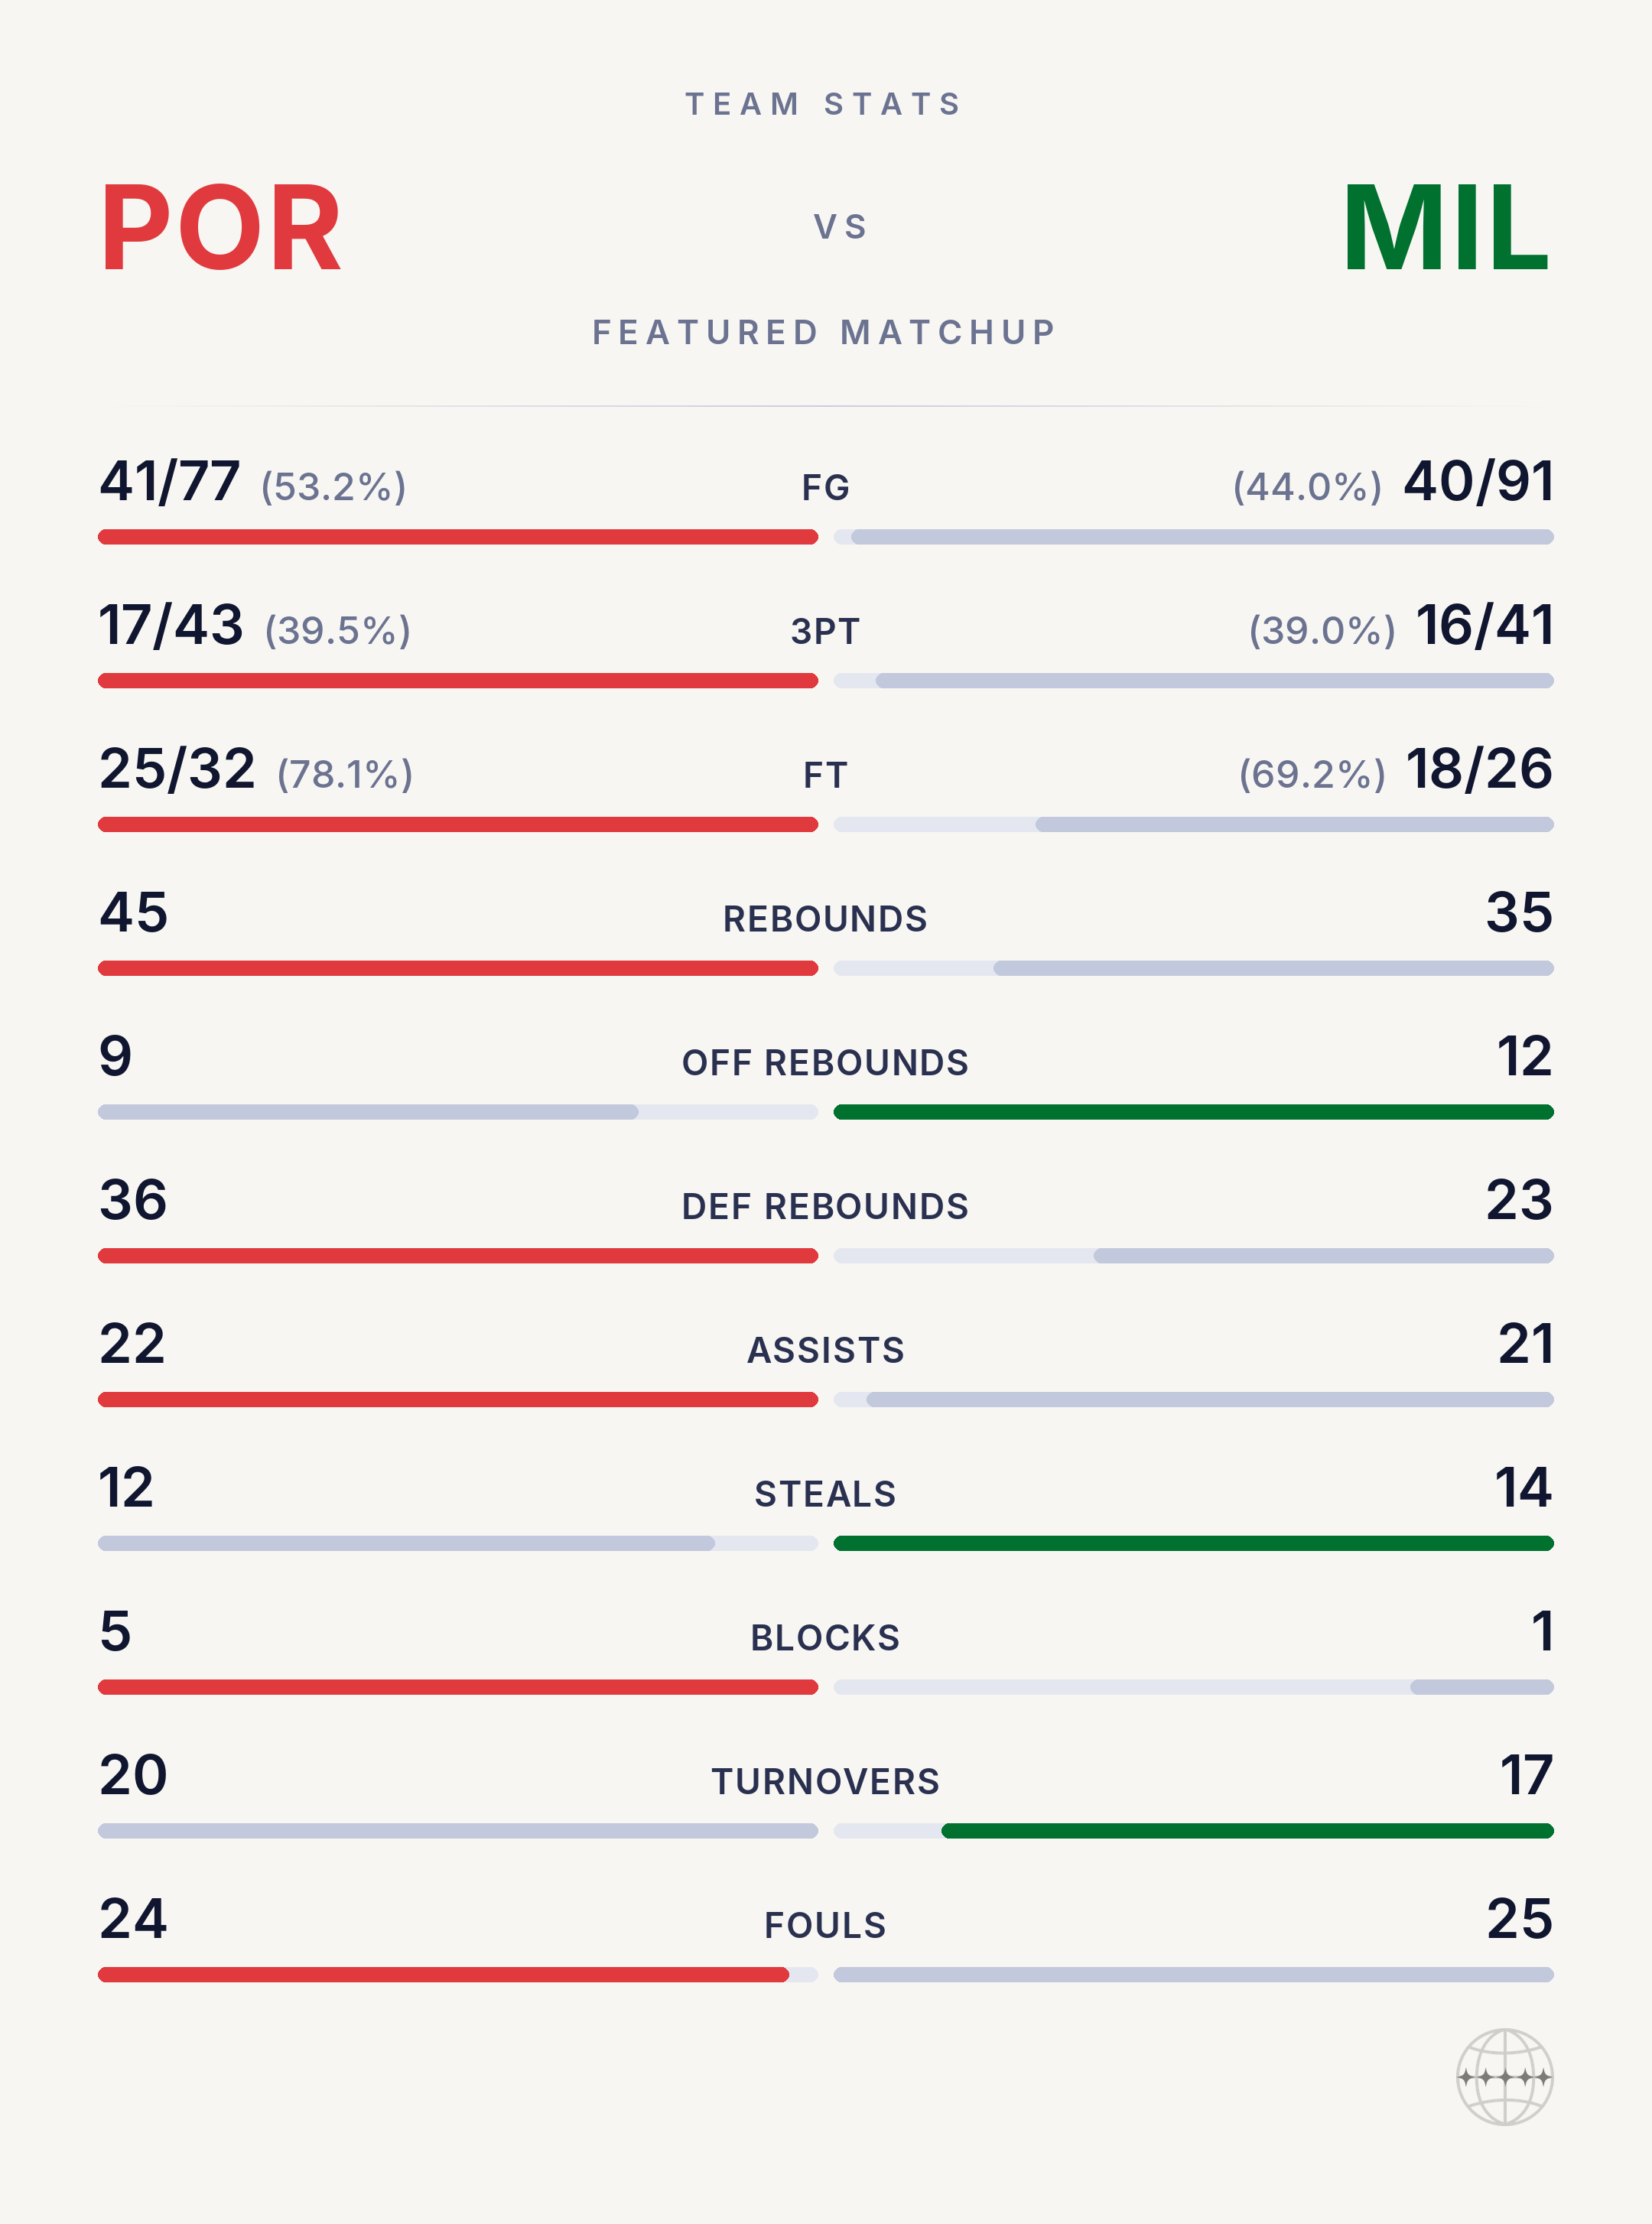 TEAM STATS
POR VS MIL
FEATURED MATCHUP
41/77 (53.2%) FG (44.0%) 40/91
17/43 (39.5%) 3PT (39.0%) 16/41
25/32 (78.1%) FT (69.2%) 18/26
45 REBOUNDS 35
9 OFF REBOUNDS 12
36 DEF REBOUNDS 23
22 ASSISTS 21
12 STEALS 14
5 BLOCKS 1
20 TURNOVERS 17
24 FOULS 25